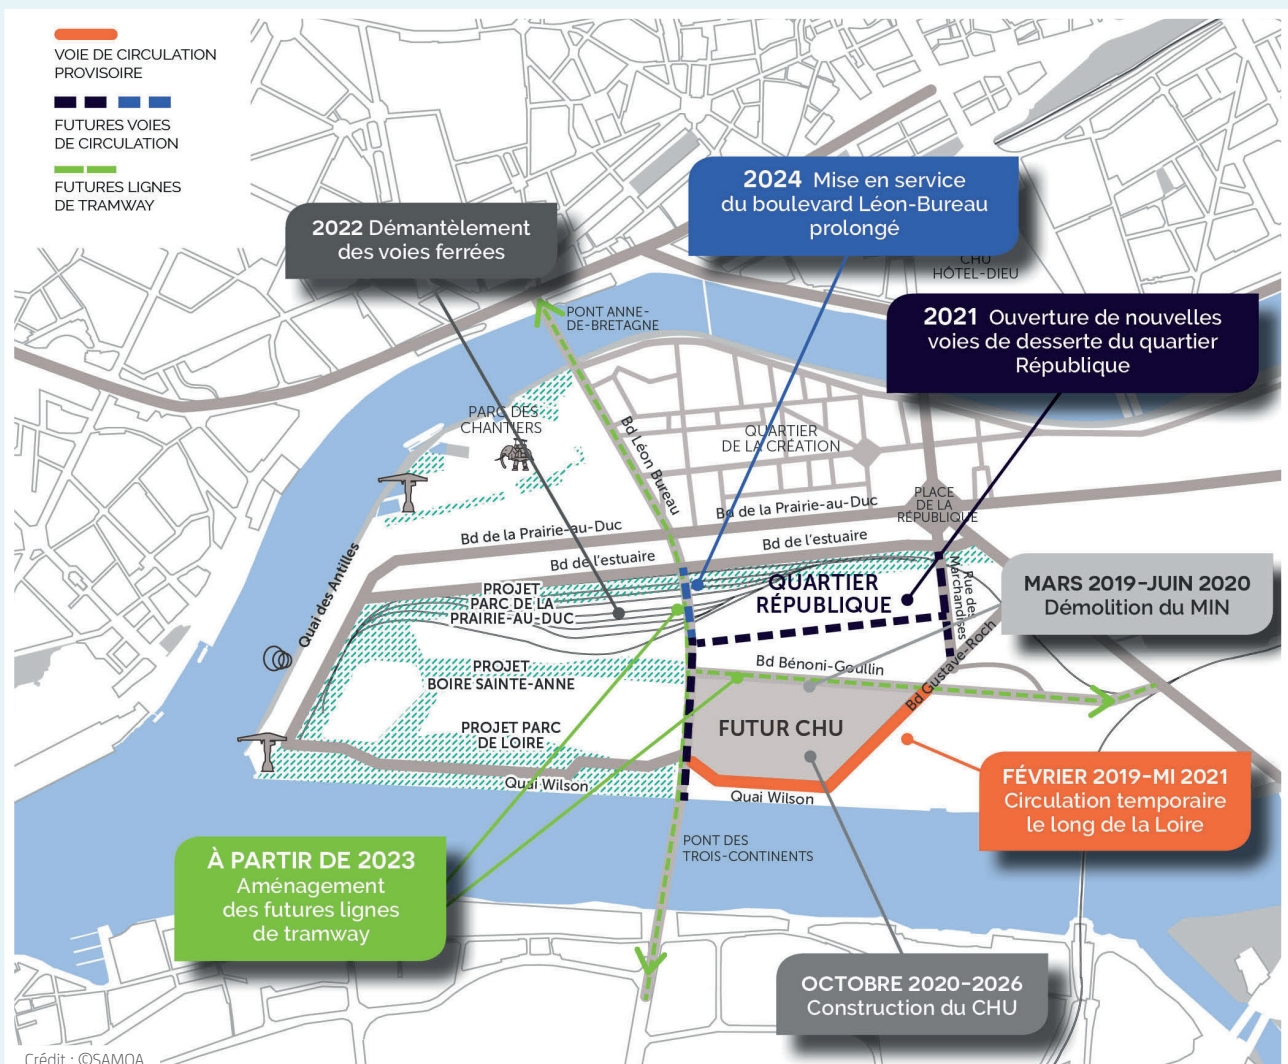 VOIE DE CIRCULATION
PROVISOIRE
FUTURES VOIES
DE CIRCULATION
FUTURES LIGNES
DE TRAMWAY
2024 Mise en service
du boulevard Léon-Bureau
prolongé
2022 Démantèlement
des voies ferrées
CHU
HÔTEL-DIEU
2021 Ouverture de nouvelles
voies de desserte du quartier
République
PONT ANNE-
DE-BRETAGNE
PARC DES
CHANTIERS
Bd Léon Bureau
QUARTIER
DE LA CRÉATION
PLACE
DE LA
RÉPUBLIQUE
Bd de la Prairie-au-Duc
Bd de la Prairie-au-Duc
Bd de l'estuaire
Bd de l'estuaire
Quai des Antilles
PROJET
PARC DE LA
PRAIRIE-AU-DUC
QUARTIER
RÉPUBLIQUE
Rue des
Marchandises
MARS 2019-JUIN 2020
Démolition du MIN
PROJET
BOIRE SAINTE-ANNE
Bd Bénoni-Goullin
Bd Gustave-Roch
PROJET PARC
DE LOIRE
FUTUR CHU
Quai Wilson
Quai Wilson
FÉVRIER 2019-MI 2021
Circulation temporaire
le long de la Loire
PONT DES
TROIS-CONTINENTS
À PARTIR DE 2023
Aménagement
des futures lignes
de tramway
OCTOBRE 2020-2026
Construction du CHU
Crédit : ©SAMOA